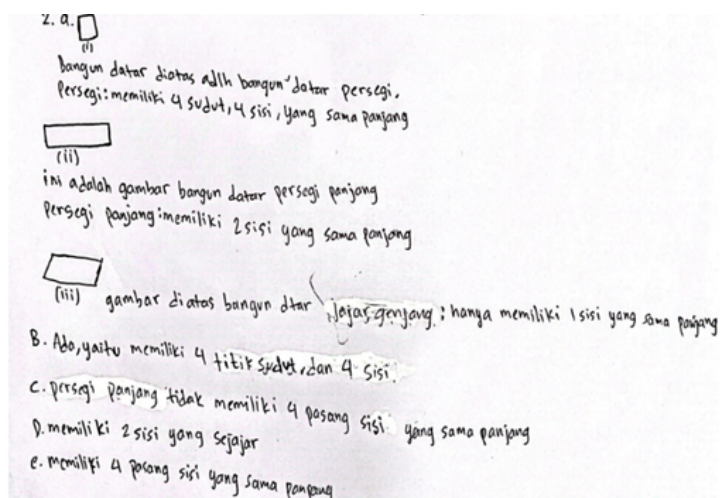 2. a.
(i)
Bangun datar diatas adlh bangun datar persegi.
Persegi: memiliki 4 sudut, 4 sisi, yang sama panjang
(ii)
ini adalah gambar bangun datar persegi panjang
Persegi panjang: memiliki 2 sisi yang sama panjang
(iii) gambar diatas bangun dtar Jajar genjang: hanya memiliki 1 sisi yang sama panjang
B. Ada, yaitu memiliki 4 titik sudut, dan 4 sisi.
C. persegi panjang tidak memiliki 4 pasang sisi yang sama panjang
D. memiliki 2 sisi yang sejajar
e. memiliki 4 pasang sisi yang sama panpang